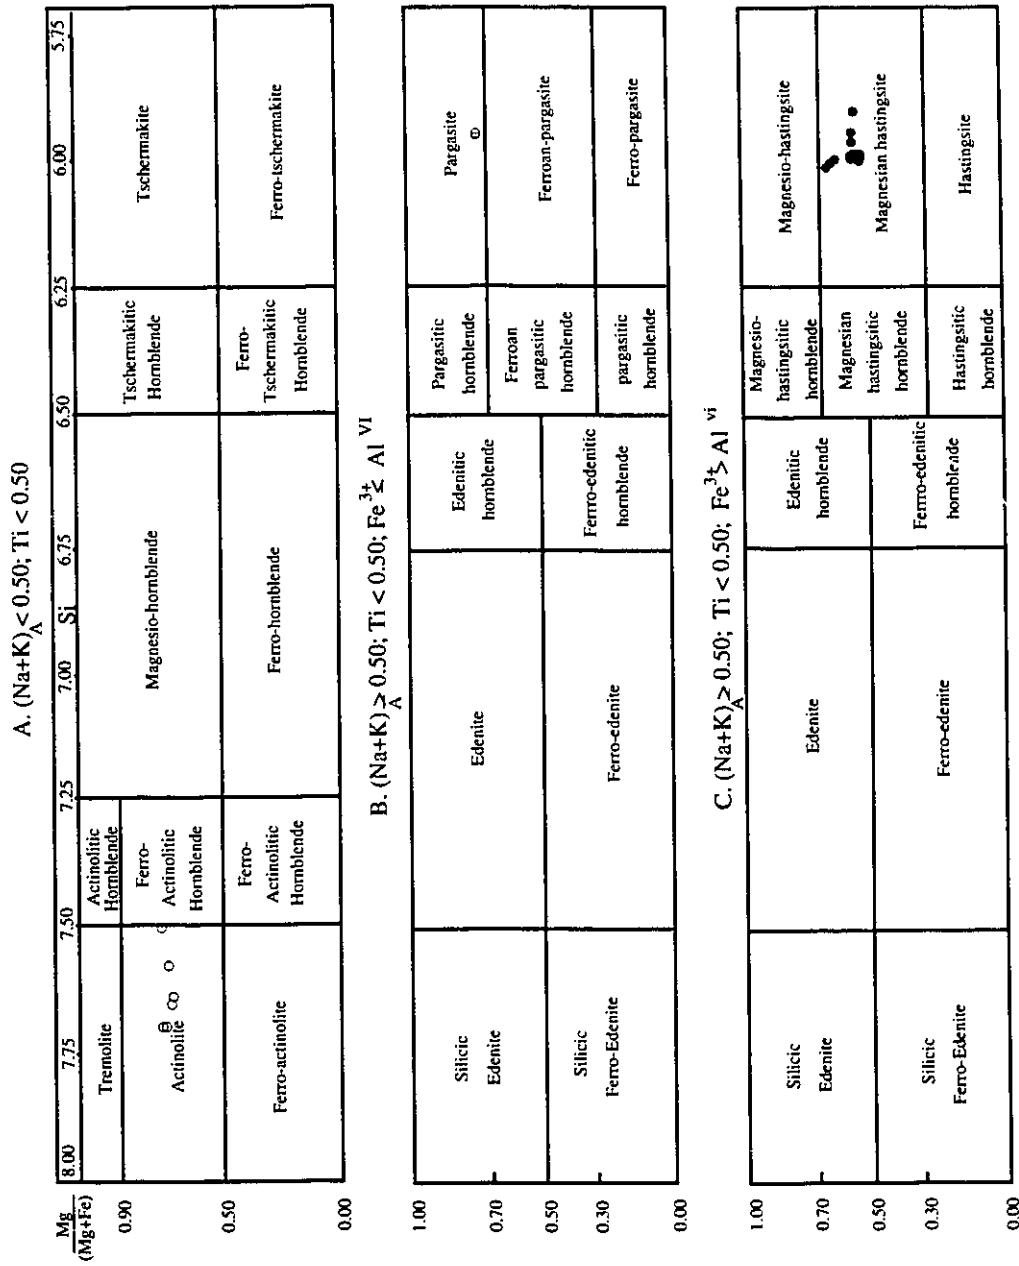 A. (Na+K)A < 0.50; Ti < 0.50
Mg
(Mg+Fe)
8.00
7.75
7.50
7.25
7.00
Si
6.75
6.50
6.25
6.00
5.75
0.90
0.50
0.00
Tremolite
Actinolite
Ferro-actinolite
Actinolitic
Hornblende
Ferro-
Actinolitic
Hornblende
Ferro-
Actinolitic
Hornblende
Magnesio-hornblende
Ferro-hornblende
Tschermakitic
Hornblende
Ferro-
Tschermakitic
Hornblende
Tschermakite
Ferro-tschermakite
B. (Na+K)A ≥ 0.50; Ti < 0.50; Fe3+ ≤ Al VI
1.00
0.70
0.50
0.30
0.00
Silicic
Edenite
Silicic
Ferro-Edenite
Edenite
Ferro-edenite
Edenitic
hornblende
Ferrro-edenitic
hornblende
Pargasitic
hornblende
Ferroan
pargasitic
hornblende
pargasitic
hornblende
Pargasite
Ferroan-pargasite
Ferro-pargasite
C. (Na+K)A ≥ 0.50; Ti < 0.50; Fe3+ > Al vi
1.00
0.70
0.50
0.30
0.00
Silicic
Edenite
Silicic
Ferro-Edenite
Edenite
Ferro-edenite
Edenitic
hornblende
Ferrro-edenitic
hornblende
Magnesio-
hastingsitic
hornblende
Magnesian
hastingsitic
hornblende
Hastingsitic
hornblende
Magnesio-hastingsite
Magnesian hastingsite
Hastingsite